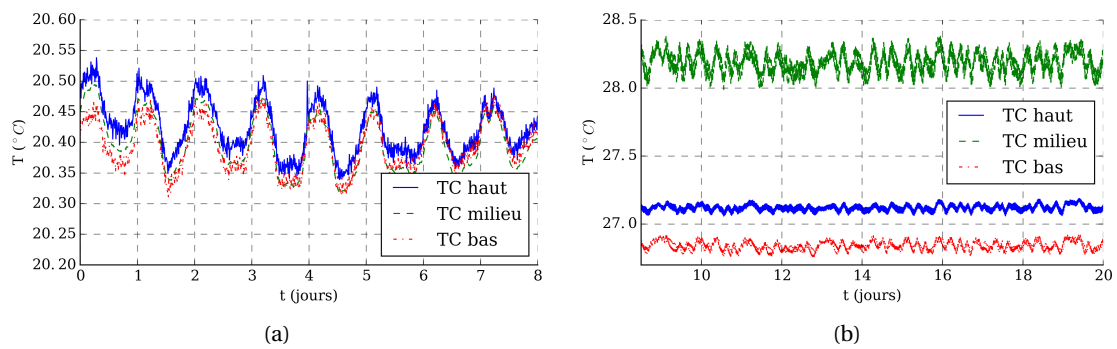 20.60
20.55
20.50
20.45
20.40
20.35
20.30
20.25
20.20
T (°C)
0 1 2 3 4 5 6 7 8
t (jours)
TC haut
TC milieu
TC bas
(a)
28.5
28.0
27.5
27.0
T (°C)
10 12 14 16 18 20
t (jours)
TC haut
TC milieu
TC bas
(b)